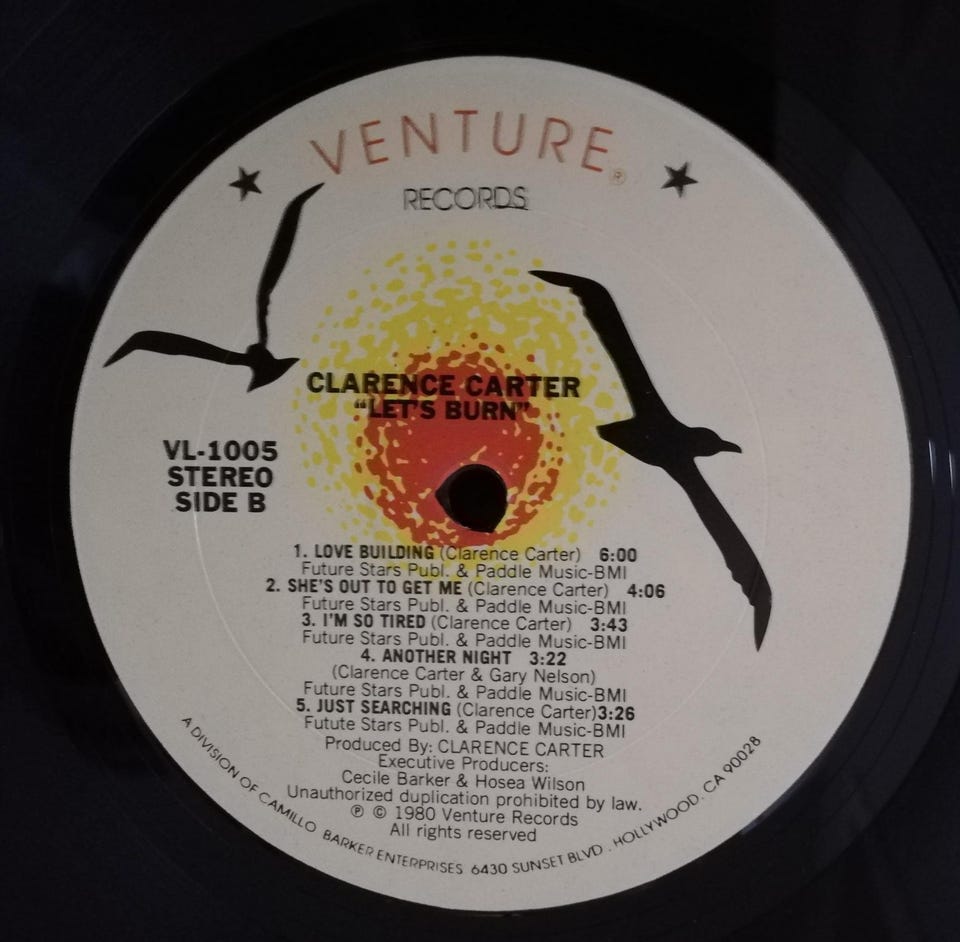 VENTURE®
RECORDS
CLARENCE CARTER
"LET'S BURN"
VL-1005
STEREO
SIDE B
1. LOVE BUILDING (Clarence Carter) 6:00
Future Stars Publ. & Paddle Music-BMI
2. SHE'S OUT TO GET ME (Clarence Carter) 4:06
Future Stars Publ. & Paddle Music-BMI
3. I'M SO TIRED (Clarence Carter) 3:43
Future Stars Publ. & Paddle Music-BMI
4. ANOTHER NIGHT 3:22
(Clarence Carter & Gary Nelson)
Future Stars Publ. & Paddle Music-BMI
5. JUST SEARCHING (Clarence Carter)3:26
Futute Stars Publ. & Paddle Music-BMI
Produced By: CLARENCE CARTER
Executive Producers:
Cecile Barker & Hosea Wilson
Unauthorized duplication prohibited by law.
℗ © 1980 Venture Records
All rights reserved
A DIVISION OF CAMILLO BARKER ENTERPRISES 6430 SUNSET BLVD. HOLLYWOOD, CA 90028